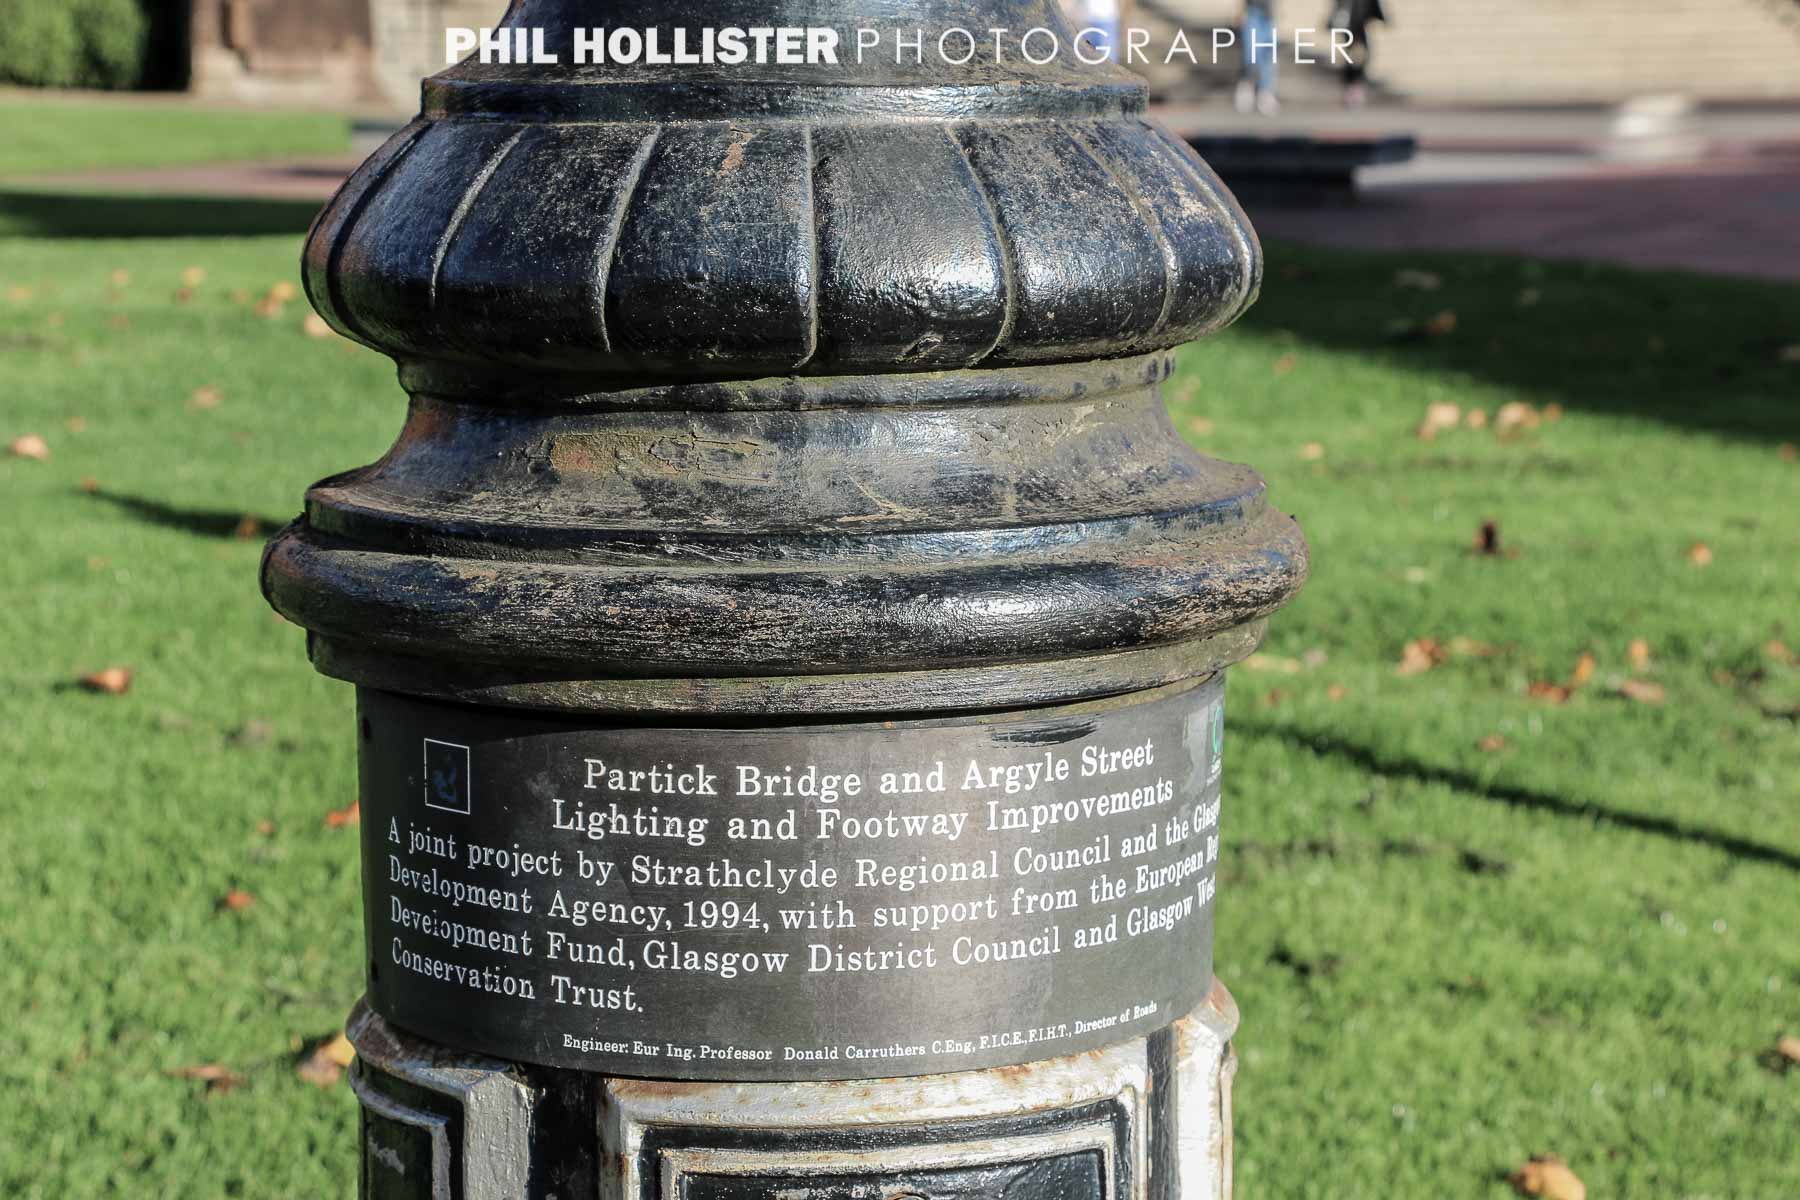 PHIL HOLLISTER PHOTOGRAPHER
Partick Bridge and Argyle Street
Lighting and Footway Improvements
A joint project by Strathclyde Regional Council and the
Development Agency, 1994, with support from the European
Development Fund, Glasgow District Council and Glasgow
Conservation Trust.
Engineer: Eur Ing. Professor Donald Carruthers C.Eng, F.I.C.E., F.I.H.T., Director of Roads